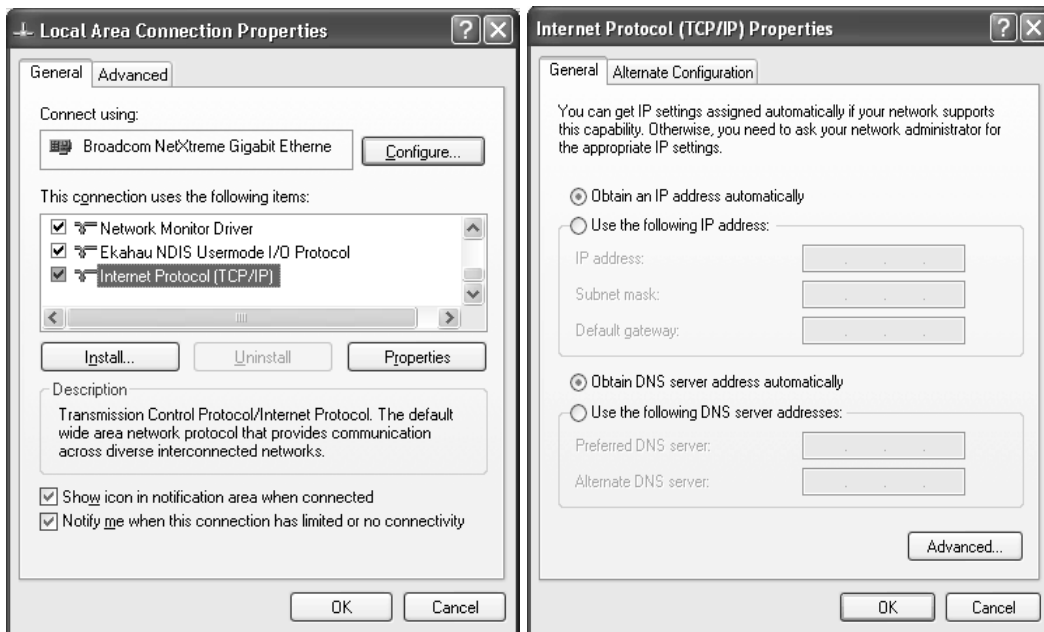 Local Area Connection Properties
General
Advanced
Connect using:
Broadcom NetXtreme Gigabit Etherne
Configure...
This connection uses the following items:
Network Monitor Driver
Ekahau NDIS Usermode I/O Protocol
Internet Protocol (TCP/IP)
Install...
Uninstall
Properties
Description
Transmission Control Protocol/Internet Protocol. The default
wide area network protocol that provides communication
across diverse interconnected networks.
Show icon in notification area when connected
Notify me when this connection has limited or no connectivity
OK
Cancel
Internet Protocol (TCP/IP) Properties
General
Alternate Configuration
You can get IP settings assigned automatically if your network supports
this capability. Otherwise, you need to ask your network administrator for
the appropriate IP settings.
Obtain an IP address automatically
Use the following IP address:
IP address:
Subnet mask:
Default gateway:
Obtain DNS server address automatically
Use the following DNS server addresses:
Preferred DNS server:
Alternate DNS server:
Advanced...
OK
Cancel